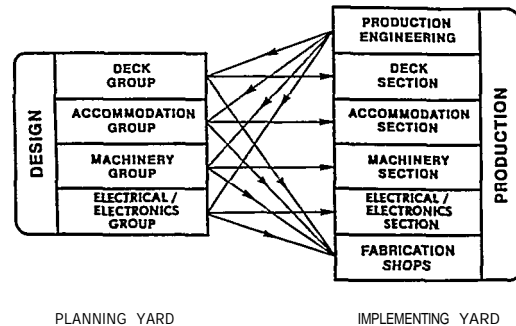 DESIGN
DECK
GROUP
ACCOMMODATION
GROUP
MACHINERY
GROUP
ELECTRICAL /
ELECTRONICS
GROUP
PLANNING YARD
PRODUCTION
ENGINEERING
DECK
SECTION
ACCOMMODATION
SECTION
MACHINERY
SECTION
ELECTRICAL /
ELECTRONICS
SECTION
FABRICATION
SHOPS
PRODUCTION
IMPLEMENTING YARD